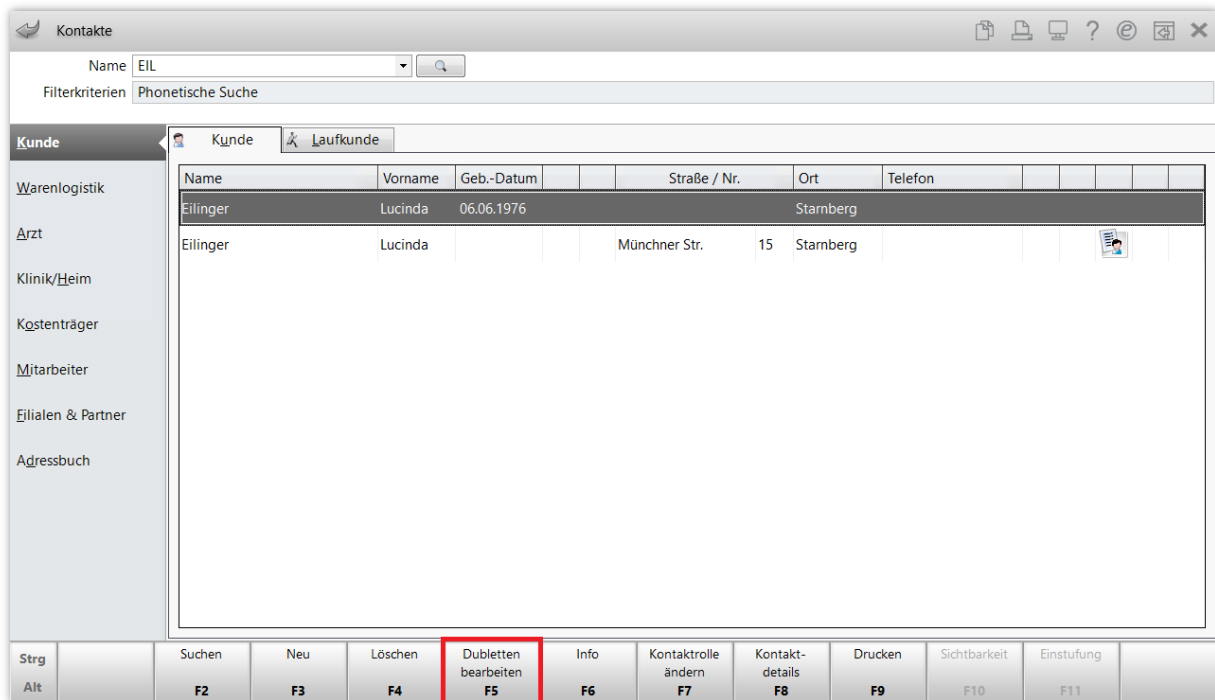 Kontakte
Name EIL
Filterkriterien Phonetische Suche
Kunde
Warenlogistik
Arzt
Klinik/Heim
Kostenträger
Mitarbeiter
Filialen & Partner
Adressbuch
Kunde Laufkunde
Name Vorname Geb.-Datum Straße / Nr. Ort Telefon
Eilinger Lucinda 06.06.1976 Starnberg
Eilinger Lucinda Münchner Str. 15 Starnberg
Strg
Alt
Suchen
F2
Neu
F3
Löschen
F4
Dubletten
bearbeiten
F5
Info
F6
Kontaktrolle
ändern
F7
Kontakt-
details
F8
Drucken
F9
Sichtbarkeit
F10
Einstufung
F11